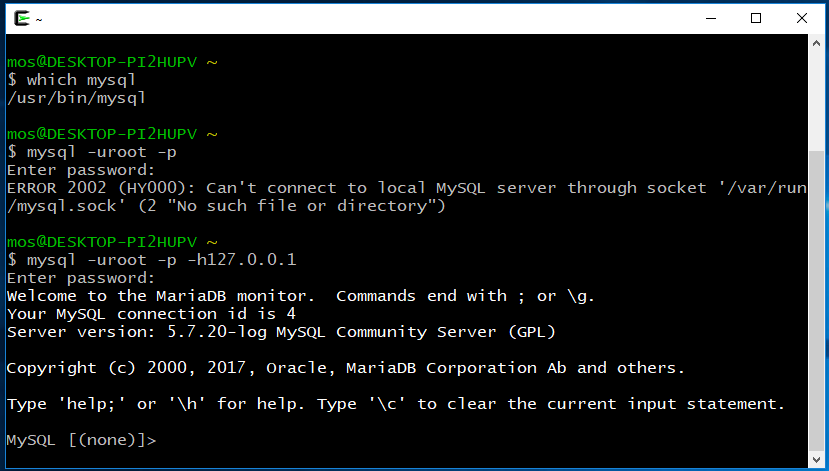 ~
mos@DESKTOP-PI2HUPV ~
$ which mysql
/usr/bin/mysql
mos@DESKTOP-PI2HUPV ~
$ mysql -uroot -p
Enter password:
ERROR 2002 (HY000): Can't connect to local MySQL server through socket '/var/run
/mysql.sock' (2 "No such file or directory")
mos@DESKTOP-PI2HUPV ~
$ mysql -uroot -p -h127.0.0.1
Enter password:
Welcome to the MariaDB monitor.  Commands end with ; or \g.
Your MySQL connection id is 4
Server version: 5.7.20-log MySQL Community Server (GPL)
Copyright (c) 2000, 2017, Oracle, MariaDB Corporation Ab and others.
Type 'help;' or '\h' for help. Type '\c' to clear the current input statement.
MySQL [(none)]>